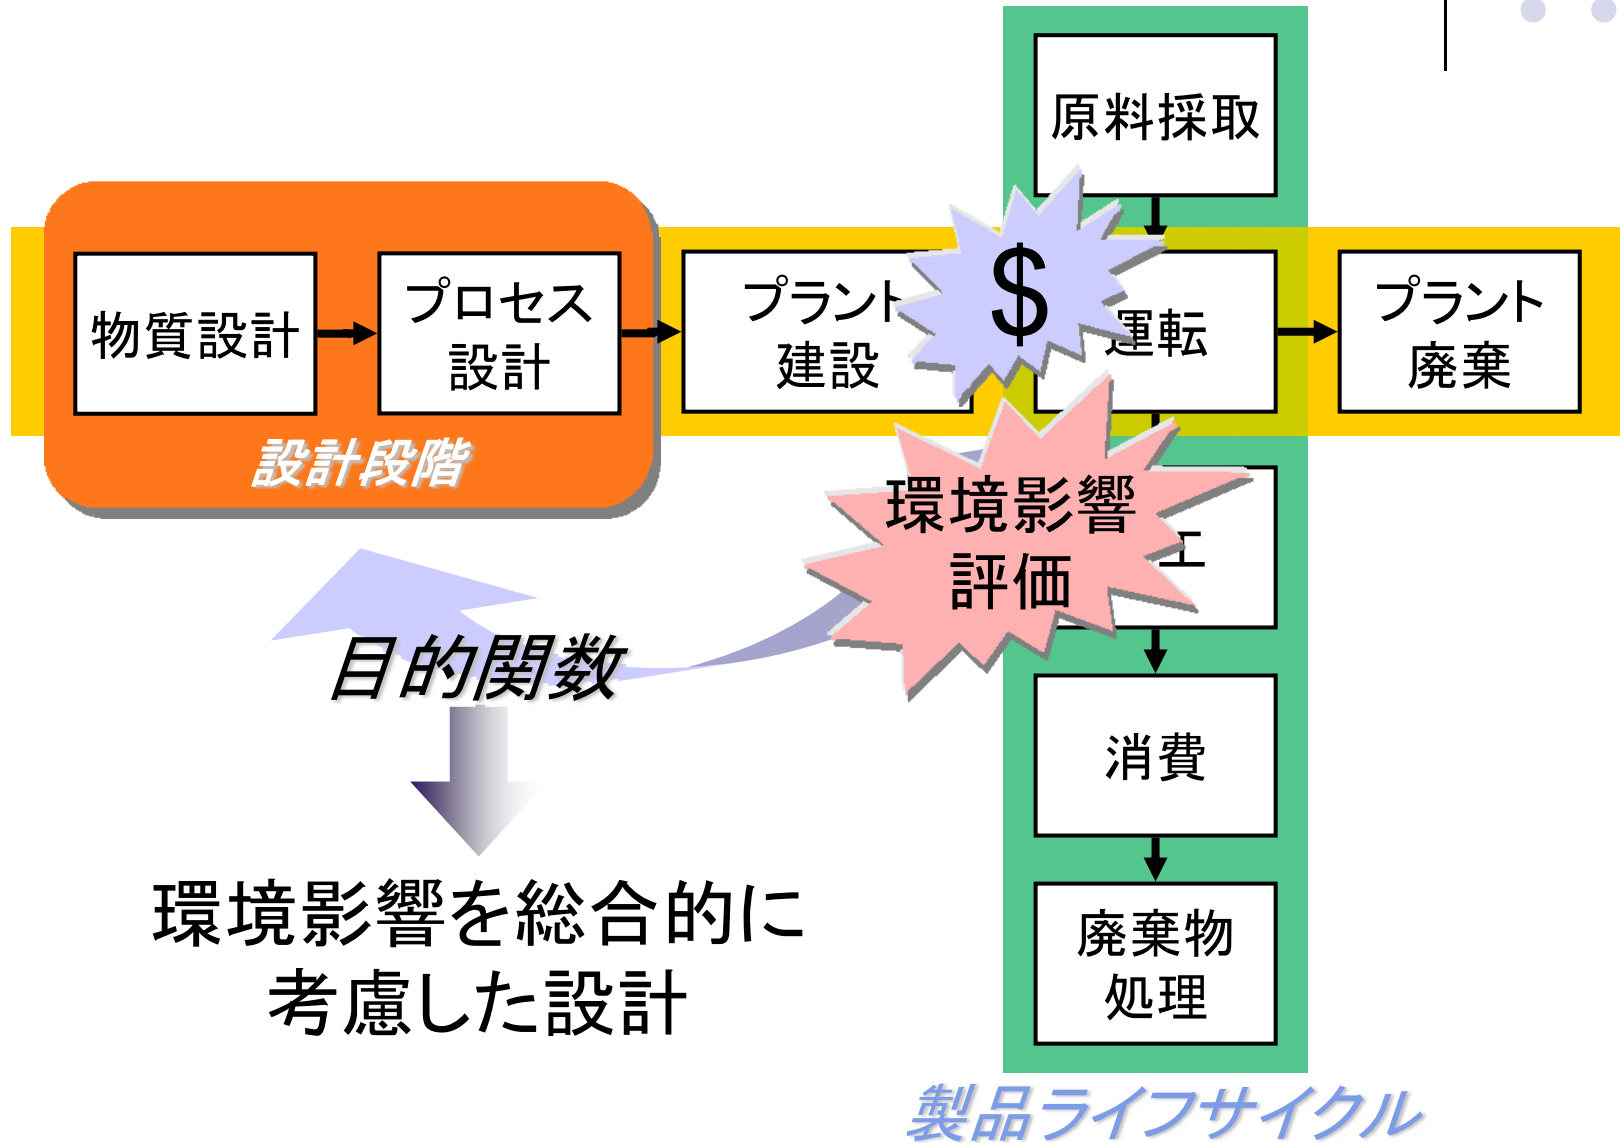 原料採取
物質設計
プロセス
設計
プラント
建設
$
運転
プラント
廃棄
設計段階
環境影響
評価
工
目的関数
消費
環境影響を総合的に
考慮した設計
廃棄物
処理
製品ライフサイクル